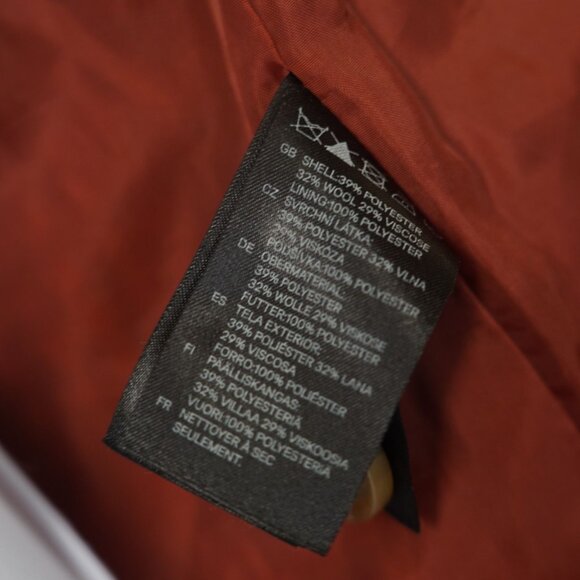 GB SHELL:39% POLYESTER
32% WOOL 29% VISCOSE
LINING:100% POLYESTER
CZ SVRCHNÍ LÁTKA:
39% POLYESTER 32% VLNA
29% VISKÓZA
PODŠÍVKA:100% POLYESTER
DE OBERMATERIAL:
39% POLYESTER
32% WOLLE 29% VISKOSE
FUTTER:100% POLYESTER
ES TELA EXTERIOR:
39% POLIÉSTER 32% LANA
29% VISCOSA
FORRO:100% POLIÉSTER
FI PÄÄLLISKANGAS:
39% POLYESTERIÄ
32% VILLAA 29% VISKOOSIA
VUORI:100% POLYESTERIÄ
FR NETTOYER À SEC
SEULEMENT.